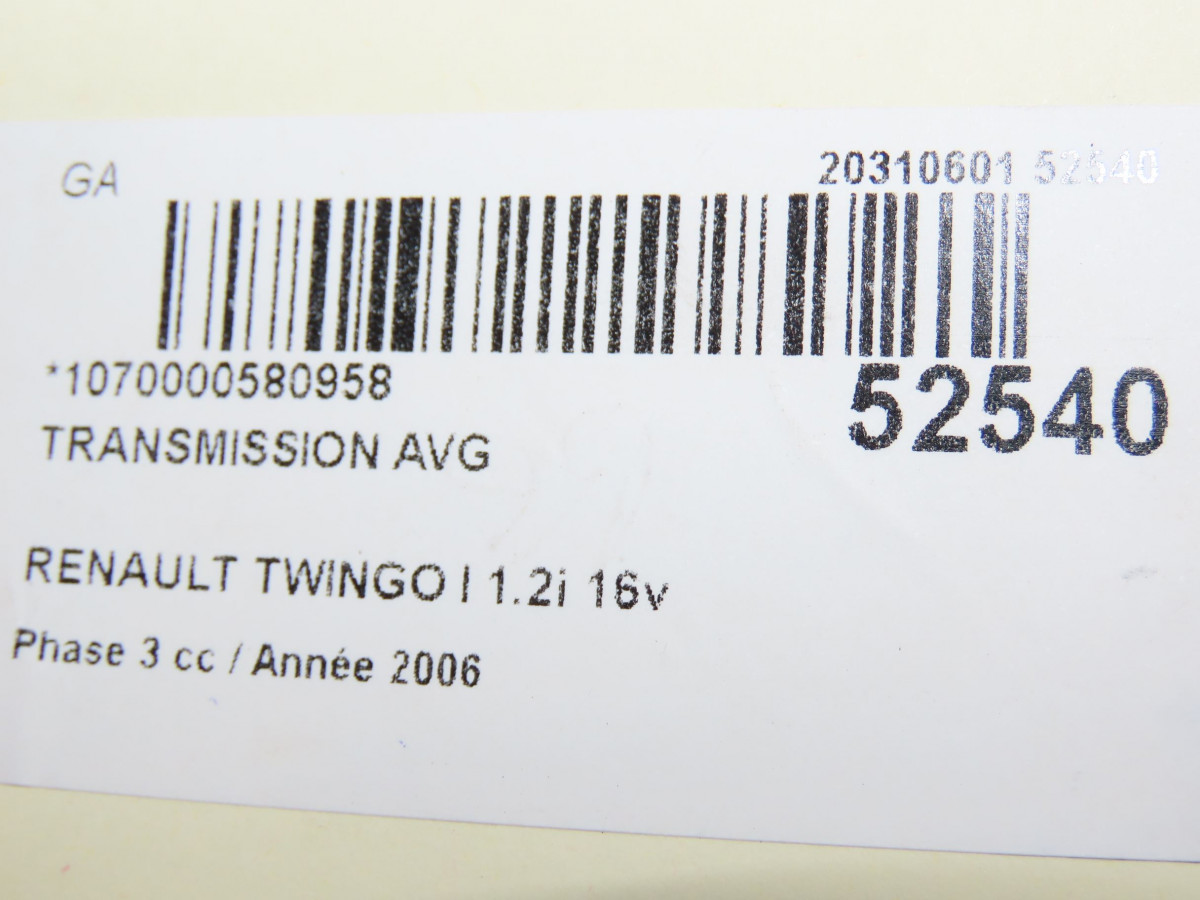 GA
20310601 52540
*1070000580958
52540
TRANSMISSION AVG
RENAULT TWINGO I 1.2i 16v
Phase 3 cc / Année 2006